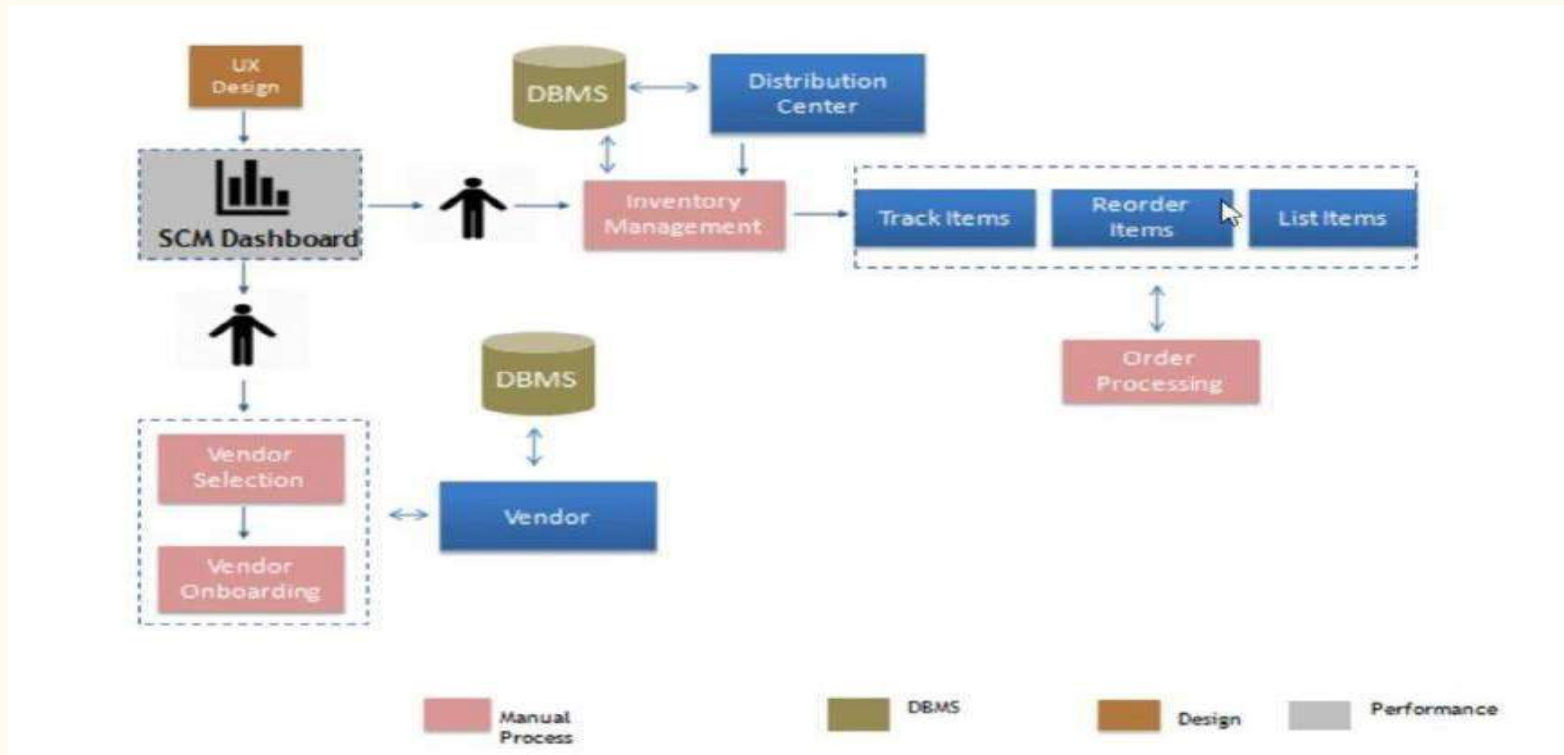 UX
Design
DBMS
Distribution
Center
SCM Dashboard
Inventory
Management
Track Items
Reorder
Items
List Items
Order
Processing
DBMS
Vendor
Selection
Vendor
Vendor
Onboarding
Manual
Process
DBMS
Design
Performance